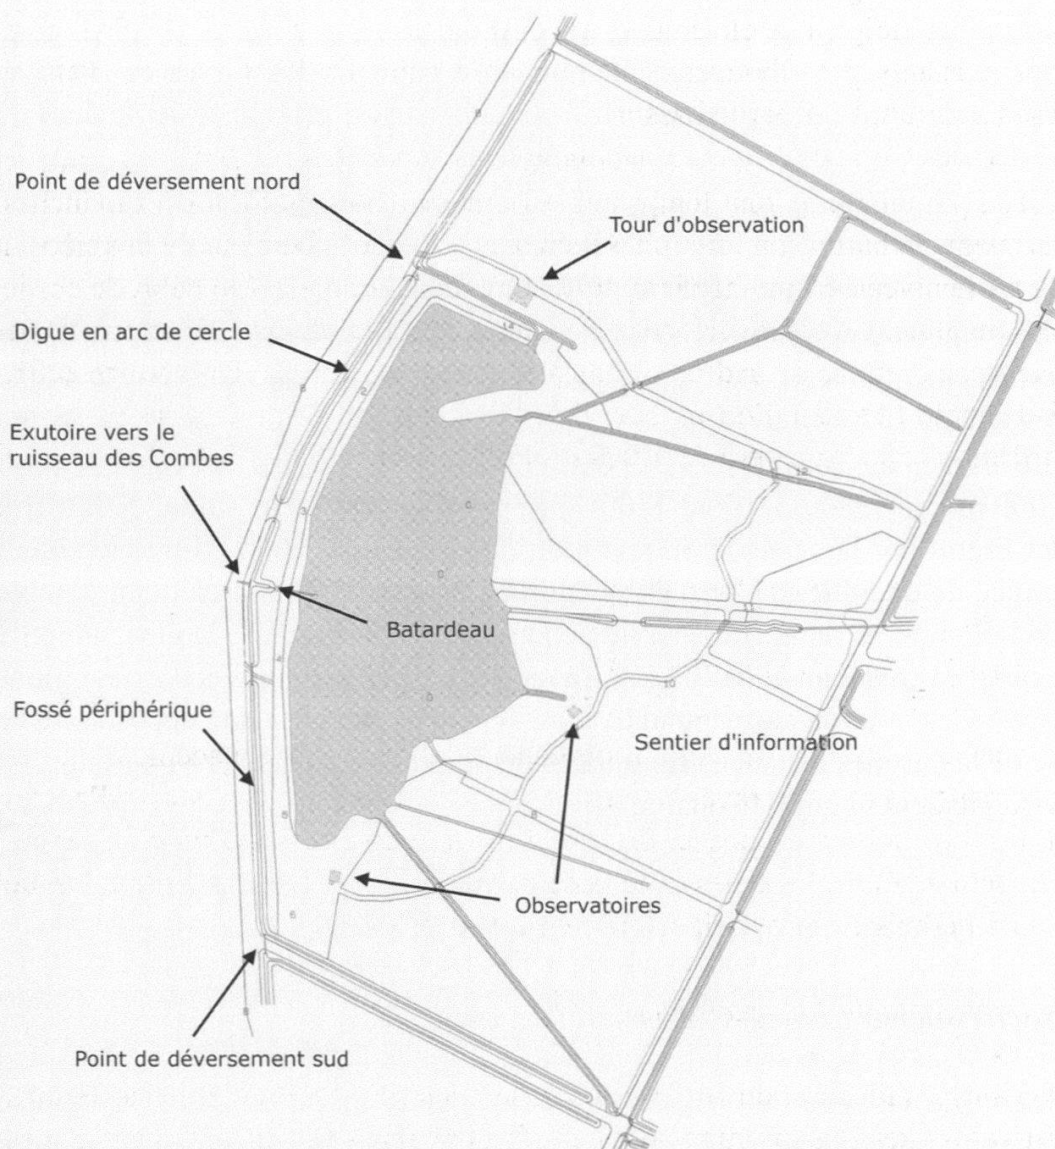 Point de déversement nord
Tour d'observation
Digue en arc de cercle
Exutoire vers le
ruisseau des Combes
Batardeau
Fossé périphérique
Sentier d'information
Observatoires
Point de déversement sud